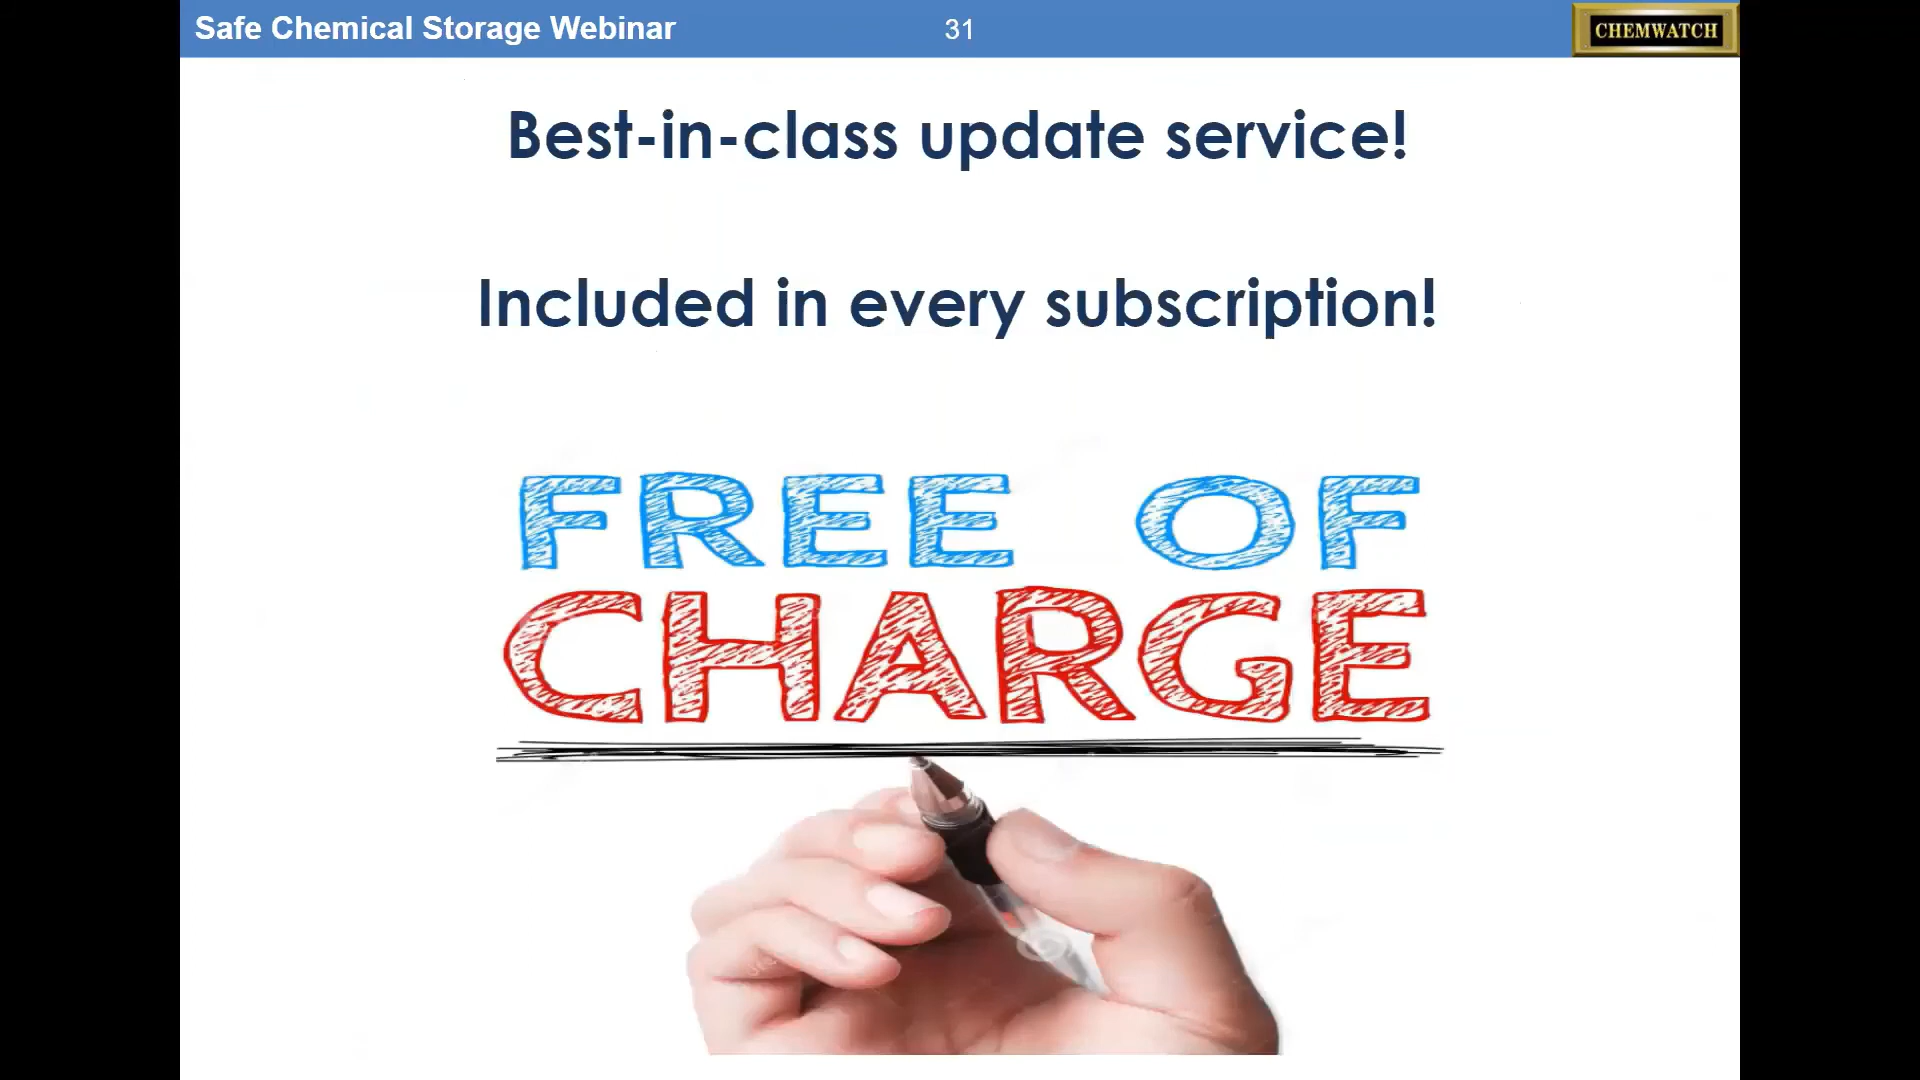 Safe Chemical Storage Webinar
31
CHEMWATCH
Best-in-class update service!
Included in every subscription!
FREE OF
CHARGE